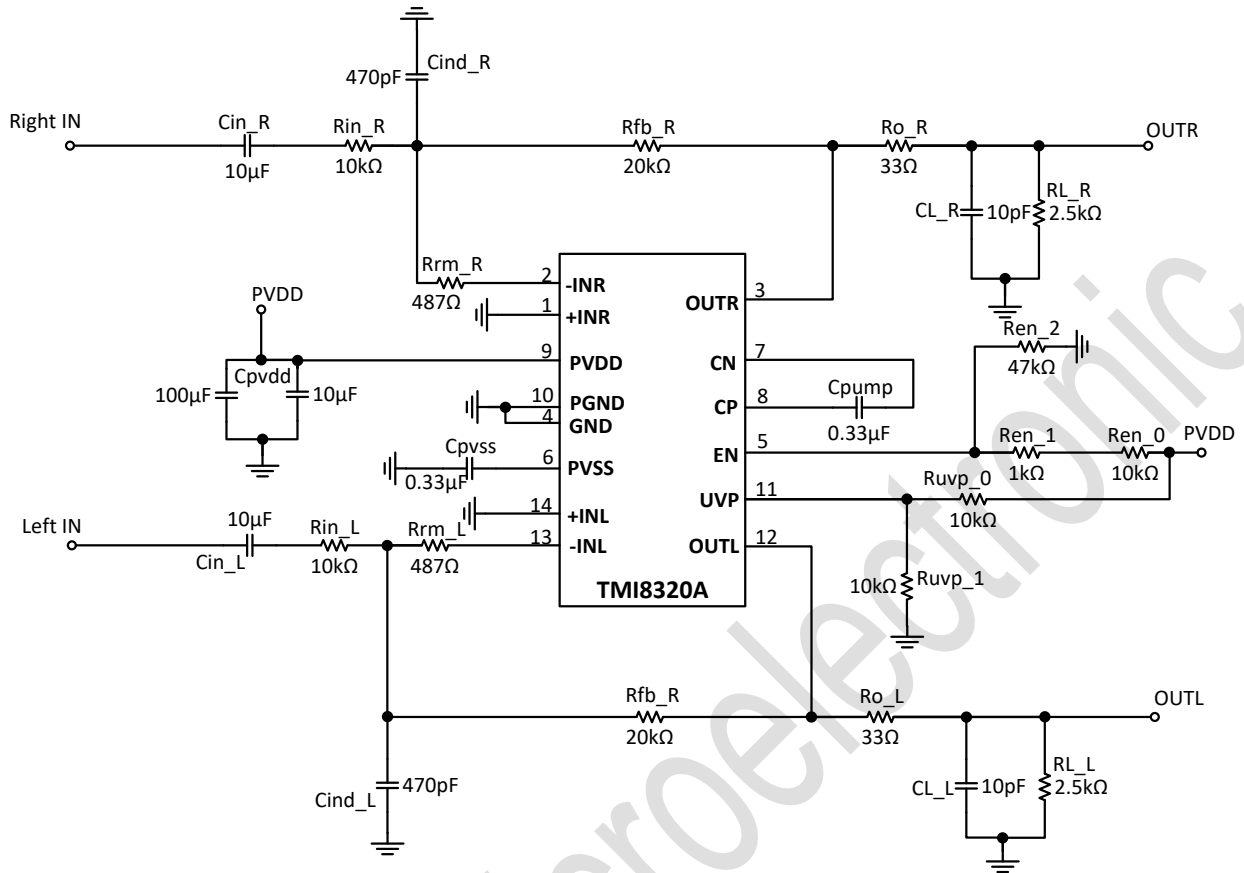 Cind_R
470pF
Right IN
Cin_R
10µF
Rin_R
10kΩ
Rfb_R
20kΩ
Ro_R
33Ω
OUTR
CL_R
10pF
RL_R
2.5kΩ
Rrm_R
487Ω
PVDD
Cpvdd
100µF
10µF
2
-INR
1
+INR
9
PVDD
10
PGND
4
GND
Cpvss
0.33µF
6
PVSS
14
+INL
13
-INL
OUTR
3
CN
7
CP
8
EN
5
UVP
11
OUTL
12
TMI8320A
Cpump
0.33µF
Ren_2
47kΩ
Ren_1
1kΩ
Ren_0
10kΩ
PVDD
Ruvp_0
10kΩ
10kΩ
Ruvp_1
Left IN
10µF
Cin_L
Rin_L
10kΩ
Rrm_L
487Ω
Rfb_R
20kΩ
Ro_L
33Ω
OUTL
Cind_L
470pF
CL_L
10pF
RL_L
2.5kΩ
roelectronic